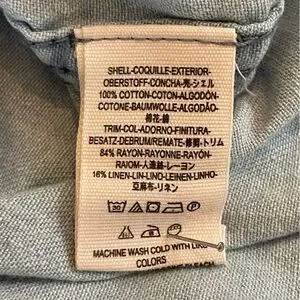 SHELL-COQUILLE-EXTERIOR-
OBERSTOFF-CONCHA-壳-シェル
100% COTTON-COTON-ALGODÓN-
COTONE-BAUMWOLLE-ALGODÃO-
棉花-綿
TRIM-COL-ADORNO-FINITURA-
BESATZ-DEBRUM/REMATE-修剪-トリム
84% RAYON-RAYONNE-RAYÓN-
RAIOM-人造絲-レーヨン
16% LINEN-LIN-LINO-LEINEN-LINHO-
亞麻布-リネン
30
P
MACHINE WASH COLD WITH LIKE
COLORS
BLEACH